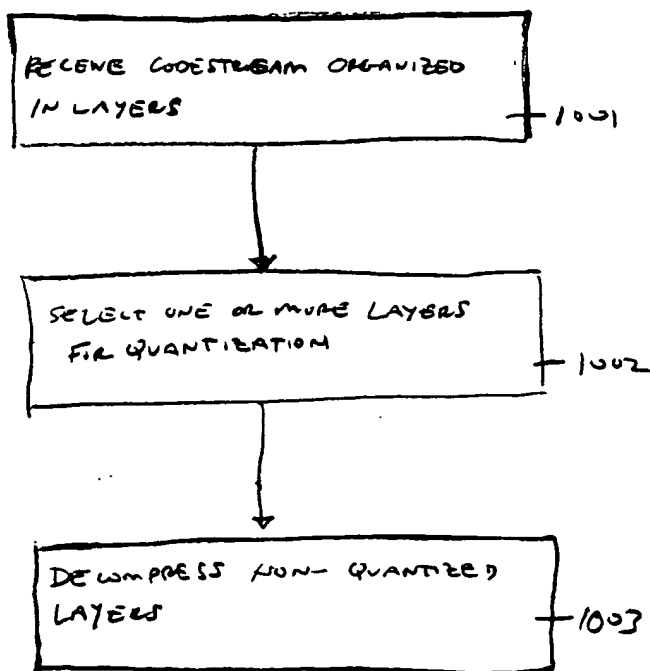 RECEIVE CODESTREAM ORGANIZED
IN LAYERS
1001
SELECT ONE OR MORE LAYERS
FOR QUANTIZATION
1002
DECOMPRESS NON-QUANTIZED
LAYERS
1003